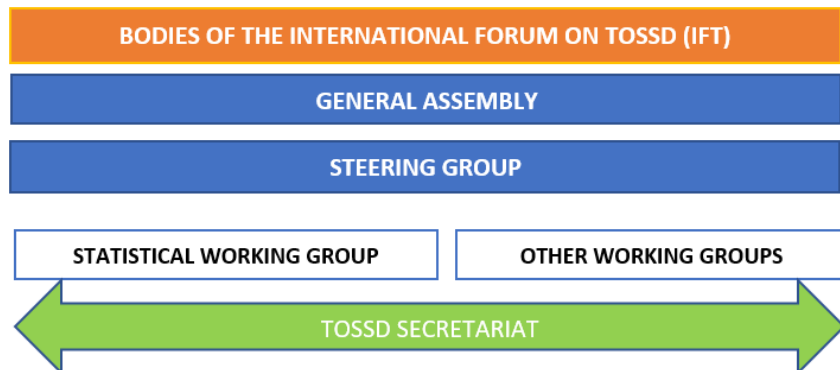 BODIES OF THE INTERNATIONAL FORUM ON TOSSD (IFT)
GENERAL ASSEMBLY
STEERING GROUP
STATISTICAL WORKING GROUP
OTHER WORKING GROUPS
TOSSD SECRETARIAT